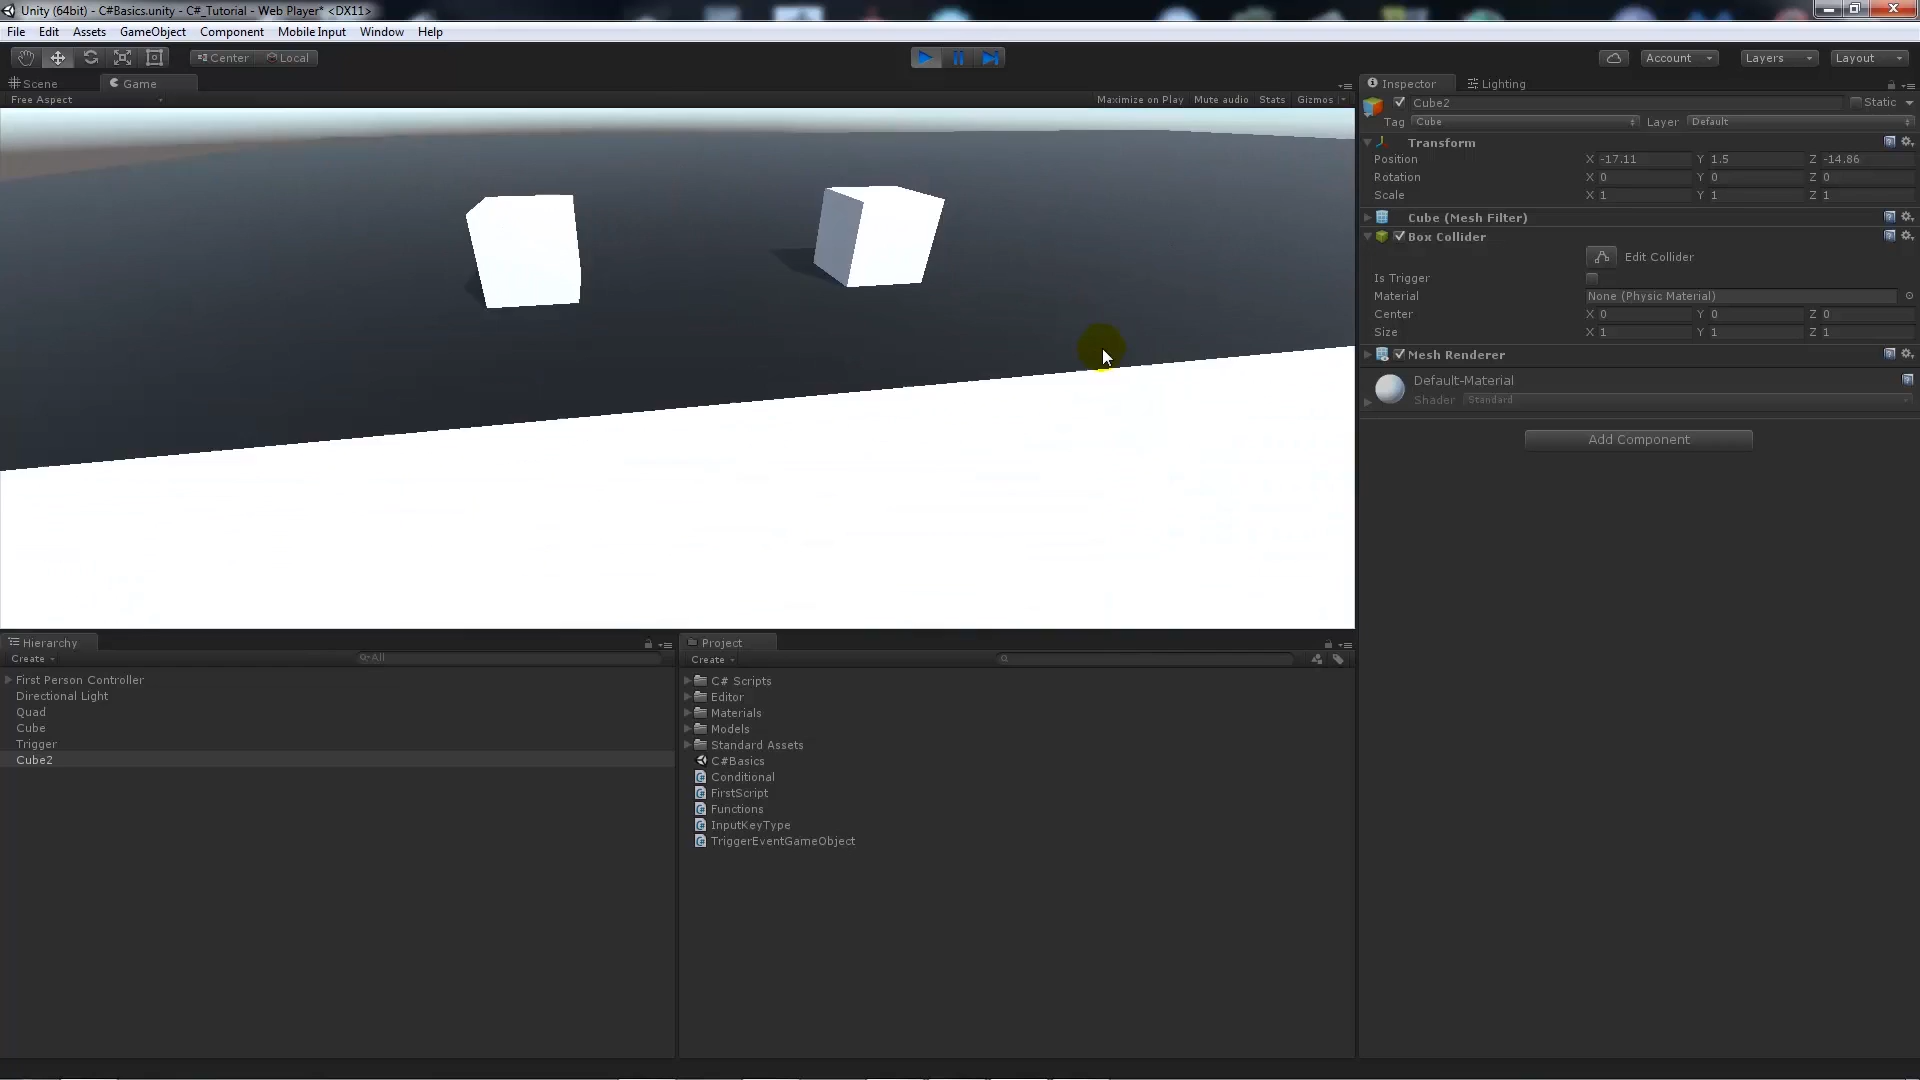 Unity (64bit) - C#Basics.unity - C#_Tutorial - Web Player* <DX11>
File Edit Assets GameObject Component Mobile Input Window Help
Center Local Account Layers Layout
Scene Game
Free Aspect Maximize on Play Mute audio Stats Gizmos
Inspector Lighting
Cube2 Static
Tag Cube Layer Default
Transform
Position X -17.11 Y 1.5 Z -14.86
Rotation X 0 Y 0 Z 0
Scale X 1 Y 1 Z 1
Cube (Mesh Filter)
Box Collider
Edit Collider
Is Trigger
Material None (Physic Material)
Center X 0 Y 0 Z 0
Size X 1 Y 1 Z 1
Mesh Renderer
Default-Material
Shader Standard
Add Component
Hierarchy
Create All
First Person Controller
Directional Light
Quad
Cube
Trigger
Cube2
Project
Create
C# Scripts
Editor
Materials
Models
Standard Assets
C#Basics
Conditional
FirstScript
Functions
InputKeyType
TriggerEventGameObject